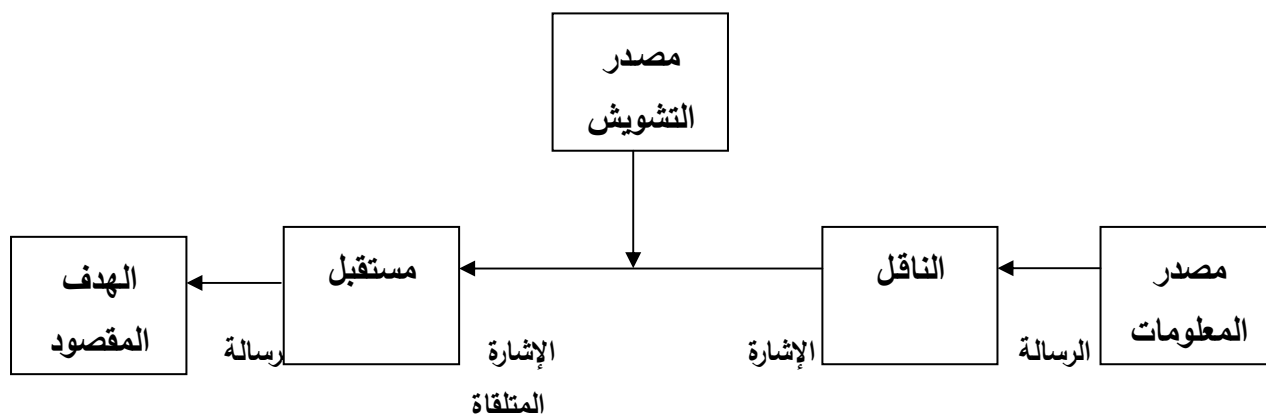 مصدر
التشويش
مصدر
المعلومات
الناقل
مستقبل
الهدف
المقصود
الرسالة
الإشارة
الإشارة
المتلقاة
رسالة